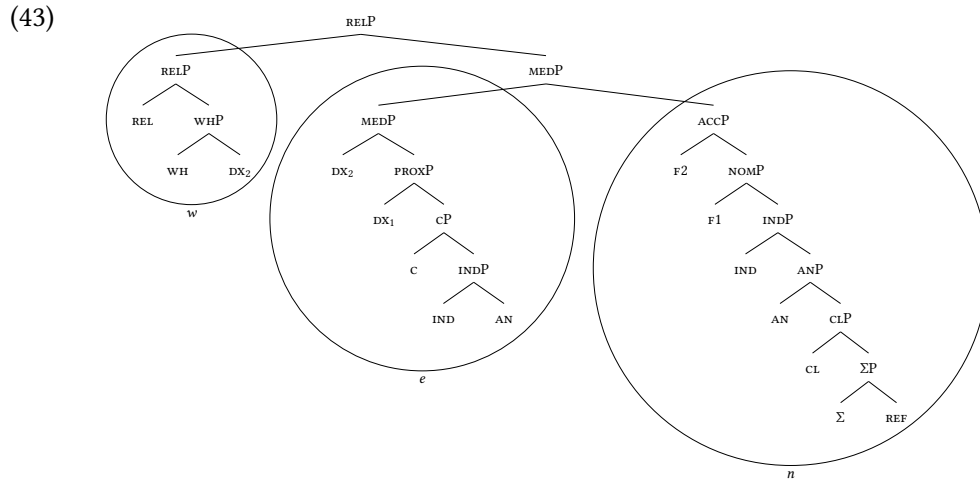 (43)
RELP
RELP MEDP
REL WHP MEDP ACCP
WH DX₂ DX₂ PROXP F2 NOMP
w DX₁ CP F1 INDP
C INDP IND ANP
IND AN AN CLP
e CL ΣP
Σ REF
n